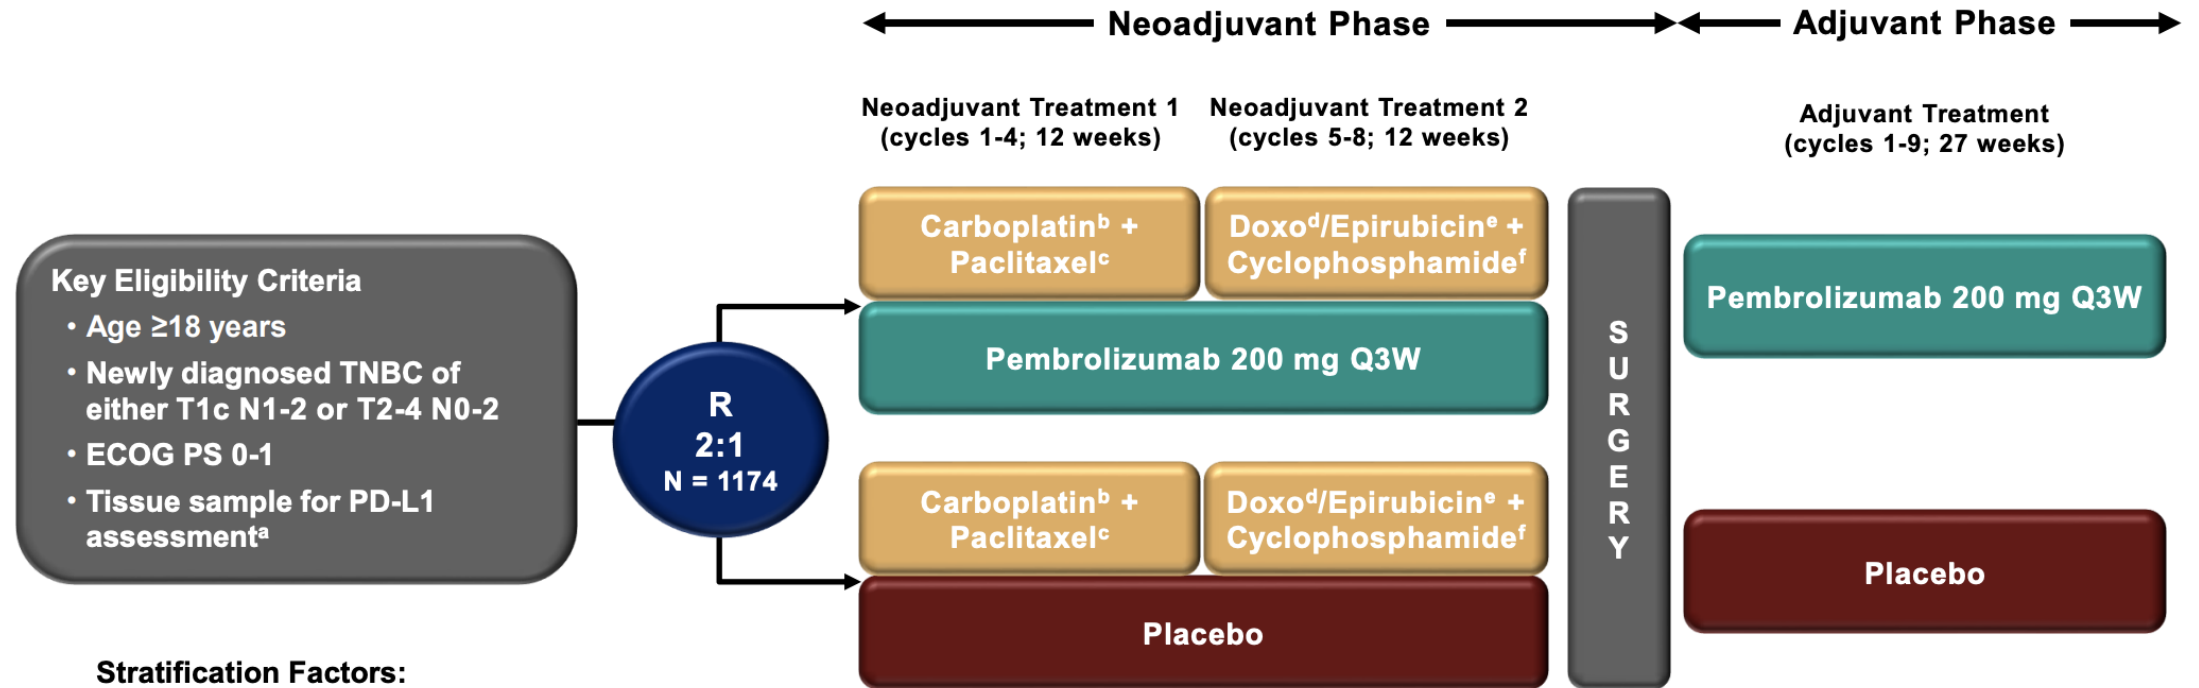 Neoadjuvant Phase
Adjuvant Phase
Neoadjuvant Treatment 1
(cycles 1-4; 12 weeks)
Neoadjuvant Treatment 2
(cycles 5-8; 12 weeks)
Adjuvant Treatment
(cycles 1-9; 27 weeks)
Key Eligibility Criteria
• Age ≥18 years
• Newly diagnosed TNBC of
either T1c N1-2 or T2-4 N0-2
• ECOG PS 0-1
• Tissue sample for PD-L1
assessmentᵃ
R
2:1
N = 1174
Carboplatinᵇ +
Paclitaxelᶜ
Doxoᵈ/Epirubicinᵉ +
Cyclophosphamideᶠ
Pembrolizumab 200 mg Q3W
Carboplatinᵇ +
Paclitaxelᶜ
Doxoᵈ/Epirubicinᵉ +
Cyclophosphamideᶠ
Placebo
SURGERY
Pembrolizumab 200 mg Q3W
Placebo
Stratification Factors: